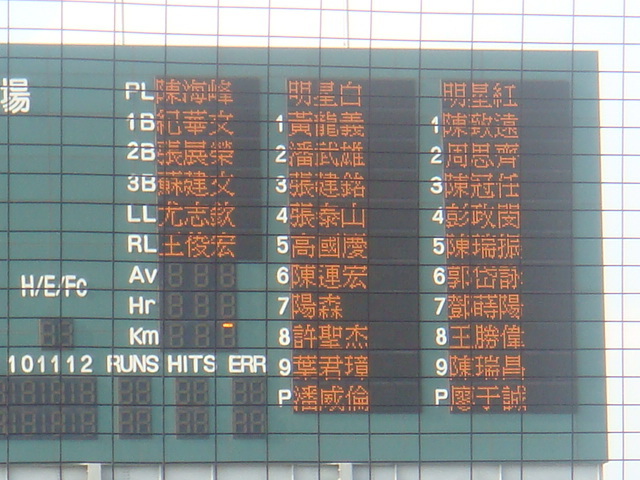 場
PL 陳海峰 明星白 明星紅
1B 紀華文 1 黃龍義 1 陳致遠
2B 張展榮 2 潘武雄 2 周思齊
3B 蘇建文 3 張建銘 3 陳冠任
LL 尤志欽 4 張泰山 4 彭政閔
RL 王俊宏 5 高國慶 5 陳瑞振
Av 6 陳連宏 6 郭岱詠
H/E/Fc Hr 7 陽森 7 鄧蒔陽
Km 8 許聖杰 8 王勝偉
101112 RUNS HITS ERR 9 葉君璋 9 陳瑞昌
P 潘威倫 P 廖于誠